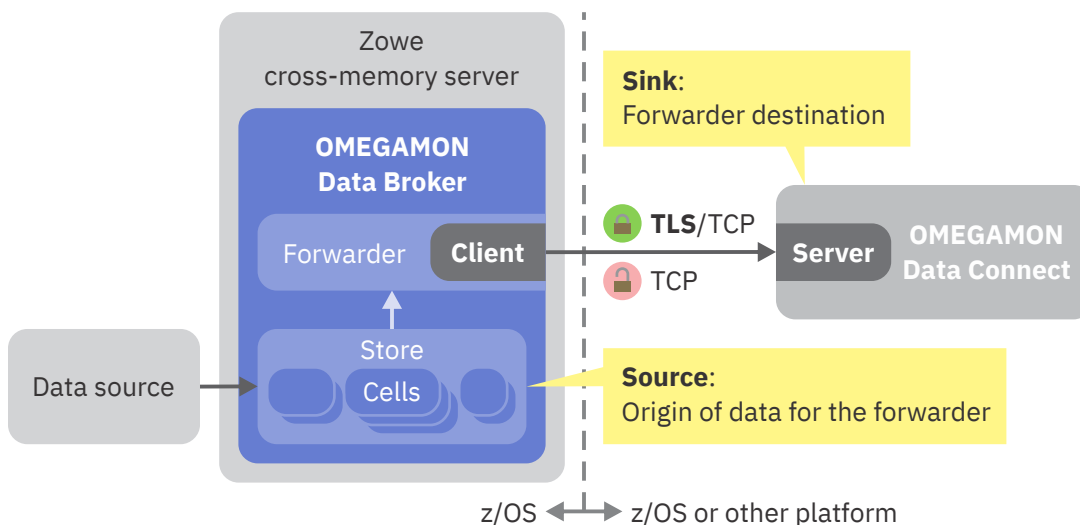 Zowe
cross-memory server
OMEGAMON
Data Broker
Forwarder
Client
Store
Cells
Data source
Sink:
Forwarder destination
TLS/TCP
TCP
Server
OMEGAMON
Data Connect
Source:
Origin of data for the forwarder
z/OS
z/OS or other platform